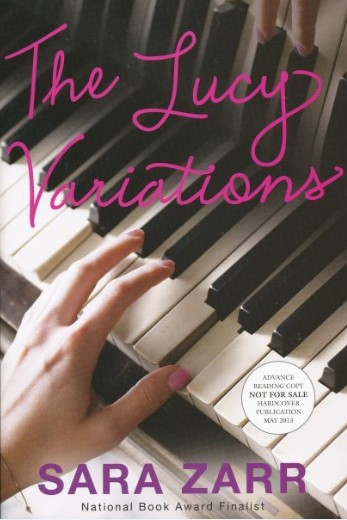 The Lucy
Variations
ADVANCE
READING COPY
NOT FOR SALE
HARDCOVER
PUBLICATION
MAY 2013
SARA ZARR
National Book Award Finalist